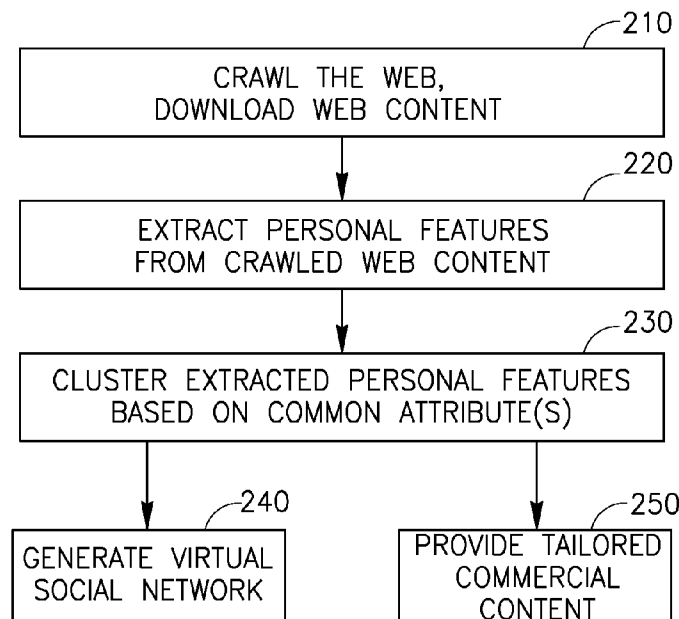 210
CRAWL THE WEB,
DOWNLOAD WEB CONTENT
220
EXTRACT PERSONAL FEATURES
FROM CRAWLED WEB CONTENT
230
CLUSTER EXTRACTED PERSONAL FEATURES
BASED ON COMMON ATTRIBUTE(S)
240
GENERATE VIRTUAL
SOCIAL NETWORK
250
PROVIDE TAILORED
COMMERCIAL
CONTENT